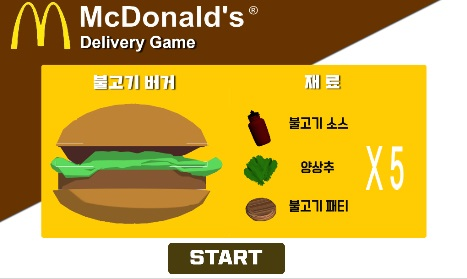 McDonald's®
Delivery Game
불고기 버거
재 료
불고기 소스
양상추
불고기 패티
X 5
START